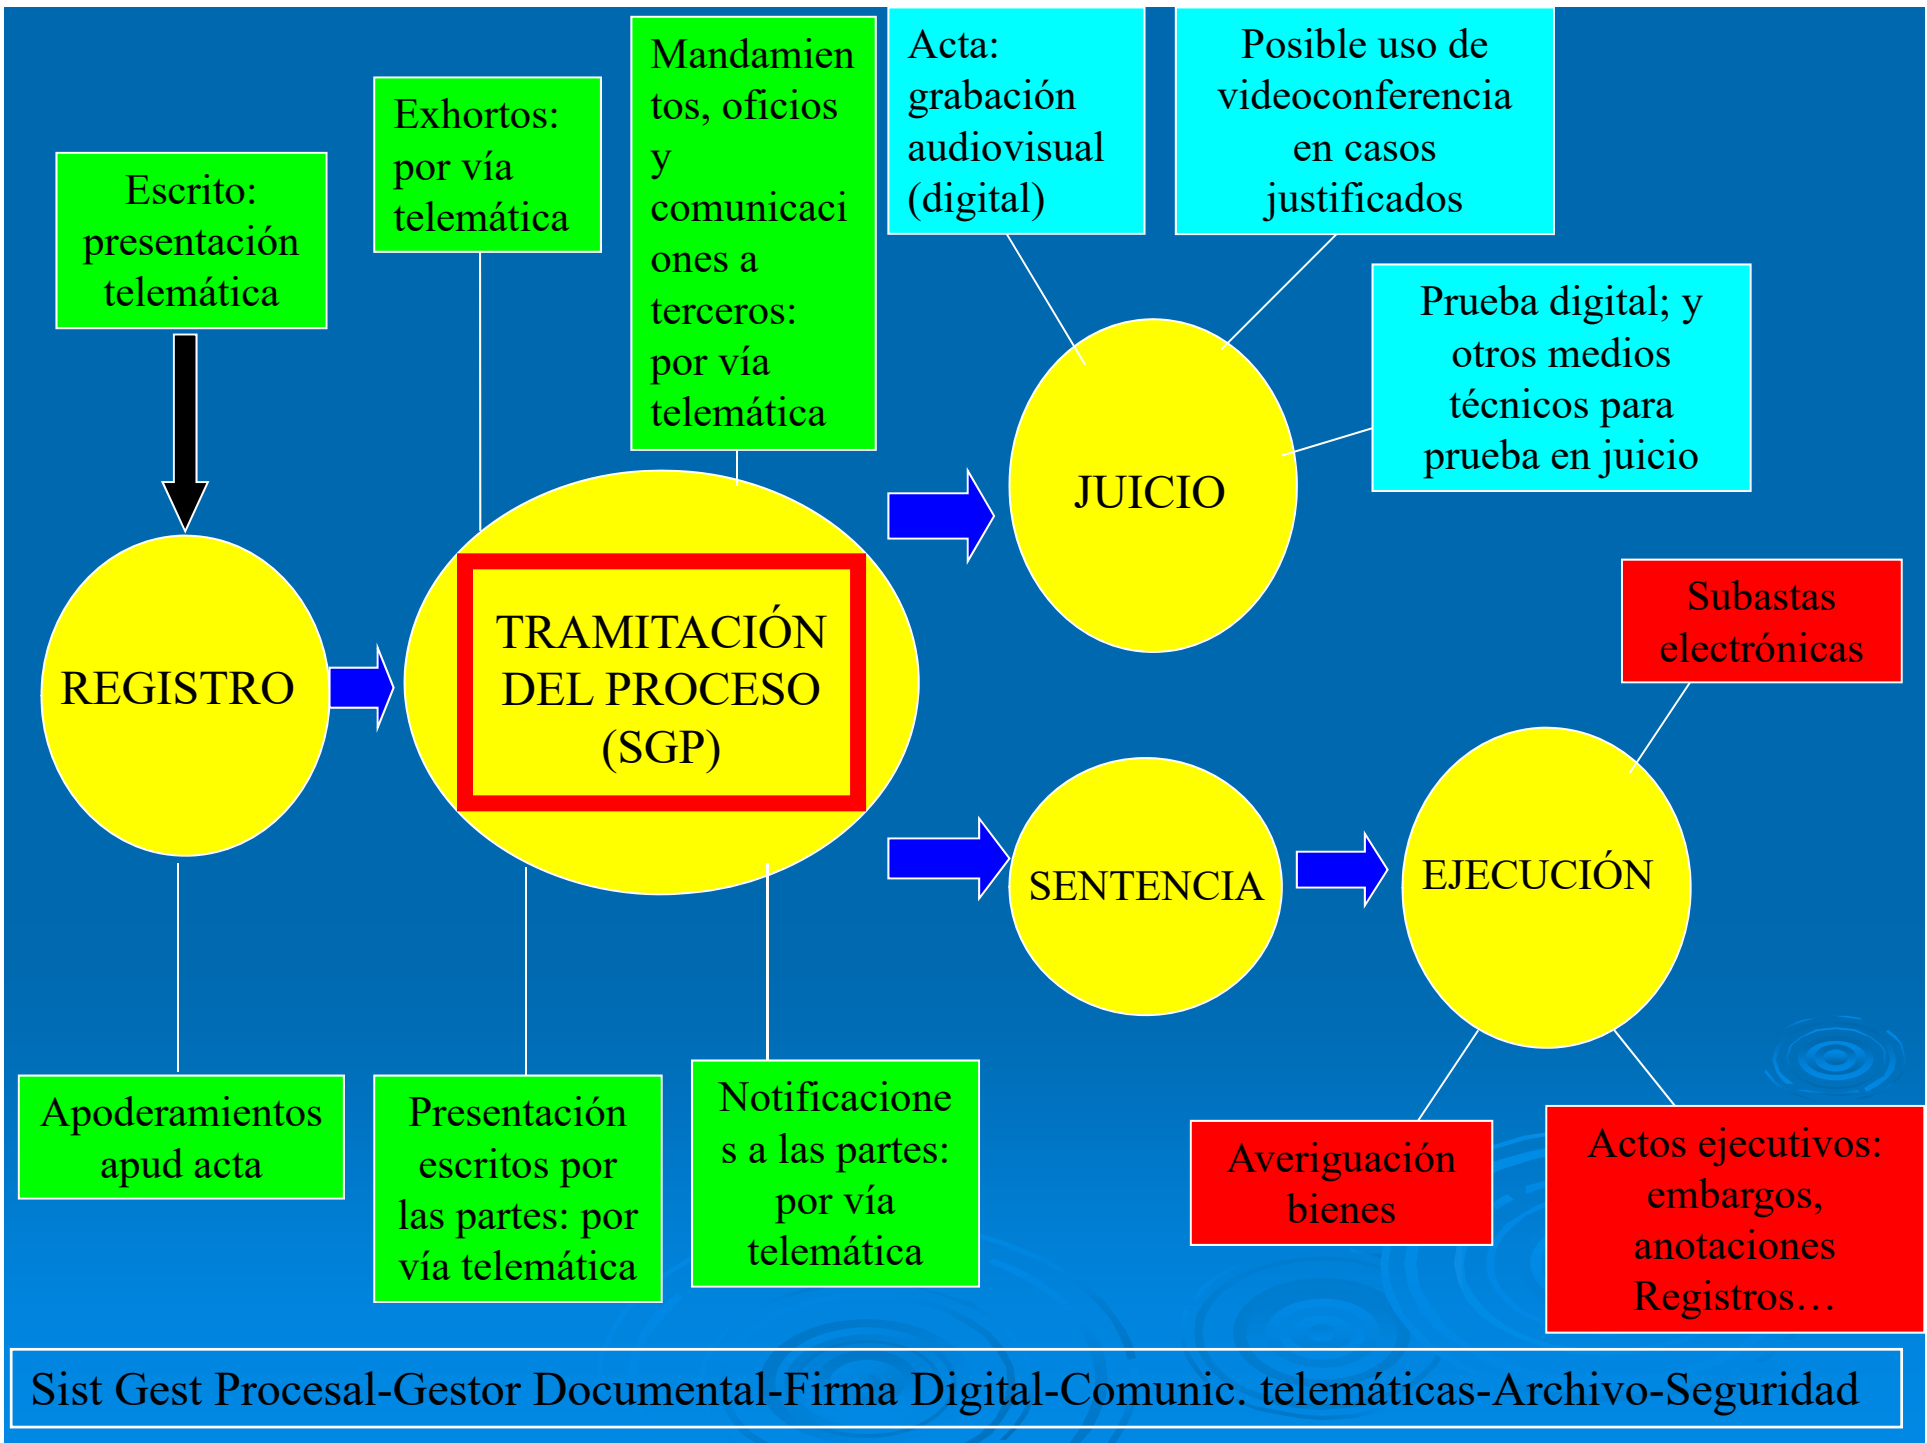 Escrito:
presentación
telemática
Exhortos:
por vía
telemática
Mandamien
tos, oficios
y
comunicaci
ones a
terceros:
por vía
telemática
Acta:
grabación
audiovisual
(digital)
Posible uso de
videoconferencia
en casos
justificados
Prueba digital; y
otros medios
técnicos para
prueba en juicio
JUICIO
REGISTRO
TRAMITACIÓN
DEL PROCESO
(SGP)
Subastas
electrónicas
SENTENCIA
EJECUCIÓN
Apoderamientos
apud acta
Presentación
escritos por
las partes: por
vía telemática
Notificacione
s a las partes:
por vía
telemática
Averiguación
bienes
Actos ejecutivos:
embargos,
anotaciones
Registros…
Sist Gest Procesal-Gestor Documental-Firma Digital-Comunic. telemáticas-Archivo-Seguridad